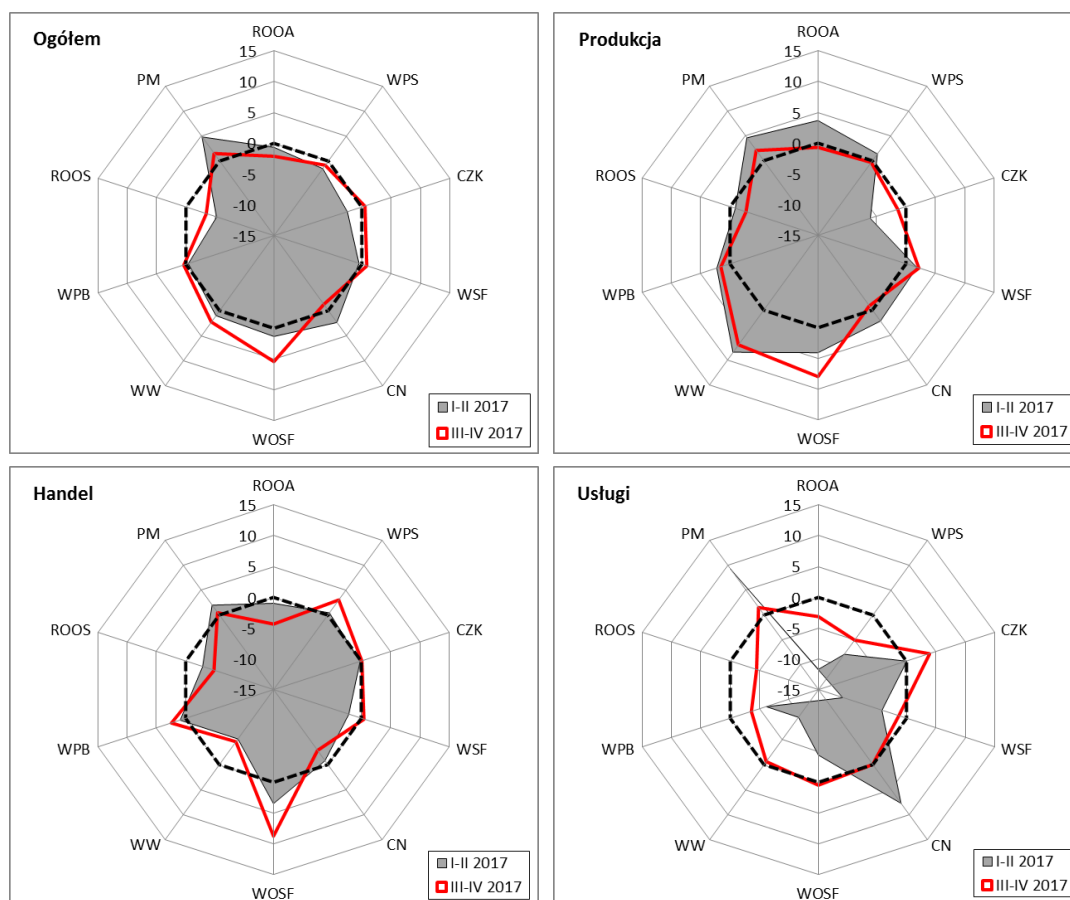 Ogółem
ROOA
WPS
CZK
WSF
CN
WOSF
WW
WPB
ROOS
PM
15
10
5
0
-5
-10
-15
I-II 2017
III-IV 2017
Produkcja
ROOA
WPS
CZK
WSF
CN
WOSF
WW
WPB
ROOS
PM
15
10
5
0
-5
-10
-15
I-II 2017
III-IV 2017
Handel
ROOA
WPS
CZK
WSF
CN
WOSF
WW
WPB
ROOS
PM
15
10
5
0
-5
-10
-15
I-II 2017
III-IV 2017
Usługi
ROOA
WPS
CZK
WSF
CN
WOSF
WW
WPB
ROOS
PM
15
10
5
0
-5
-10
-15
I-II 2017
III-IV 2017